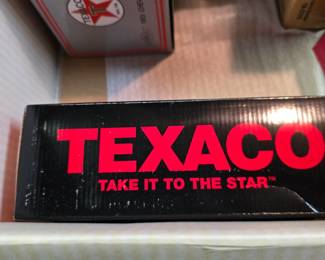 TEXACO
TAKE IT TO THE STAR™